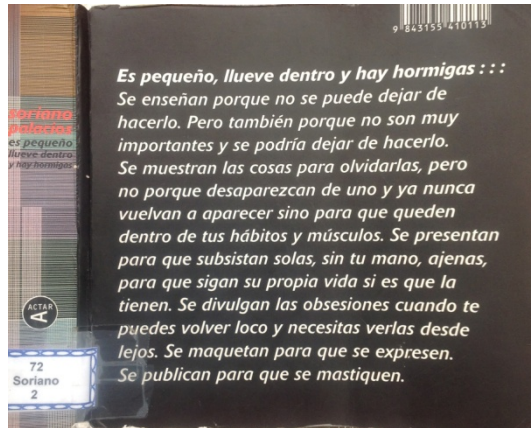 9 843155 410113
Es pequeño, llueve dentro y hay hormigas : : :
Se enseñan porque no se puede dejar de
hacerlo. Pero también porque no son muy
importantes y se podría dejar de hacerlo.
Se muestran las cosas para olvidarlas, pero
no porque desaparezcan de uno y ya nunca
vuelvan a aparecer sino para que queden
dentro de tus hábitos y músculos. Se presentan
para que subsistan solas, sin tu mano, ajenas,
para que sigan su propia vida si es que la
tienen. Se divulgan las obsesiones cuando te
puedes volver loco y necesitas verlas desde
lejos. Se maquetan para que se expresen.
Se publican para que se mastiquen.
soriano
palacios
es pequeño
llueve dentro
y hay hormigas
ACTAR
A
72
Soriano
2